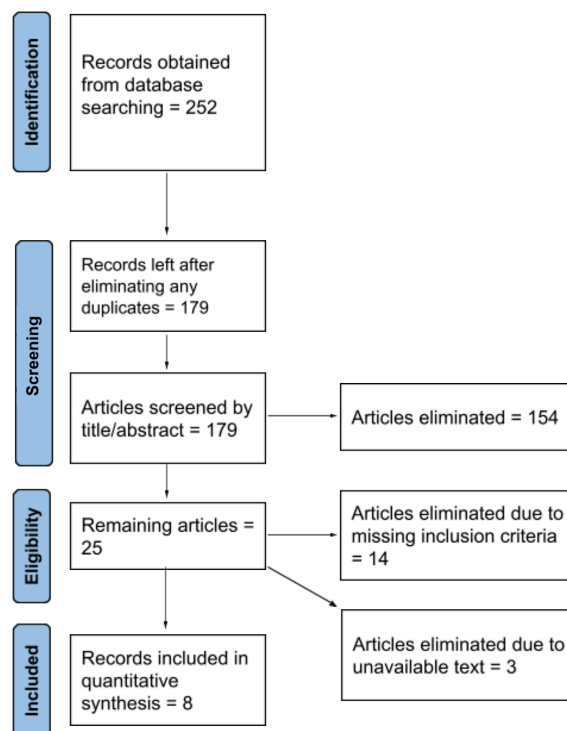 Identification
Records obtained
from database
searching = 252
Screening
Records left after
eliminating any
duplicates = 179
Articles screened by
title/abstract = 179
Articles eliminated = 154
Eligibility
Remaining articles =
25
Articles eliminated due to
missing inclusion criteria
= 14
Articles eliminated due to
unavailable text = 3
Included
Records included in
quantitative
synthesis = 8